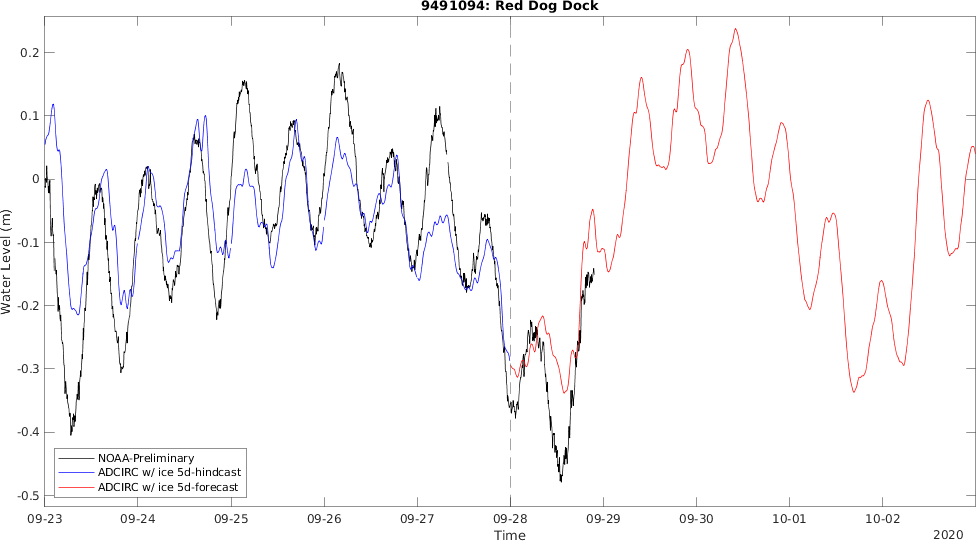 9491094: Red Dog Dock
Water Level (m)
0.2
0.1
0
-0.1
-0.2
-0.3
-0.4
-0.5
NOAA-Preliminary
ADCIRC w/ ice 5d-hindcast
ADCIRC w/ ice 5d-forecast
09-23 09-24 09-25 09-26 09-27 09-28 09-29 09-30 10-01 10-02
Time
2020